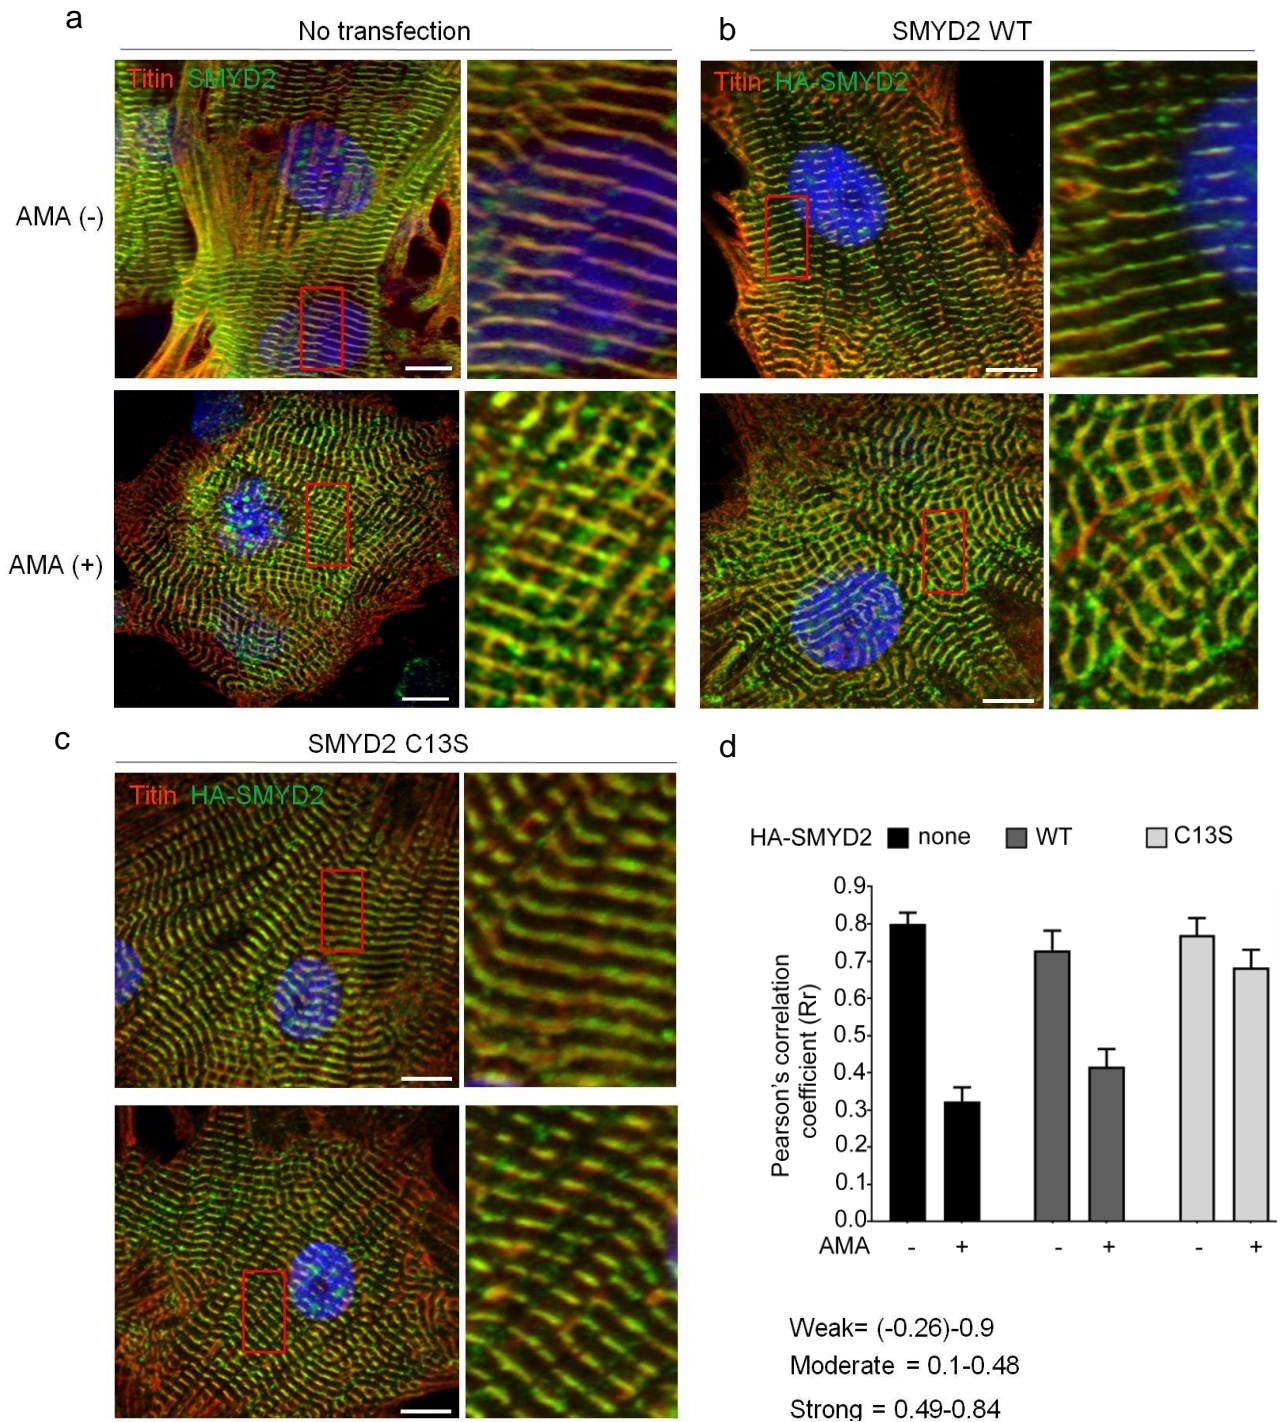 a
No transfection
b
SMYD2 WT
Titin SMYD2
Titin HA-SMYD2
AMA (-)
AMA (+)
c
SMYD2 C13S
d
Titin HA-SMYD2
HA-SMYD2 none WT C13S
Pearson's correlation
coefficient (Rr)
0.9
0.8
0.7
0.6
0.5
0.4
0.3
0.2
0.1
0.0
AMA - + - + - +
Weak= (-0.26)-0.9
Moderate = 0.1-0.48
Strong = 0.49-0.84